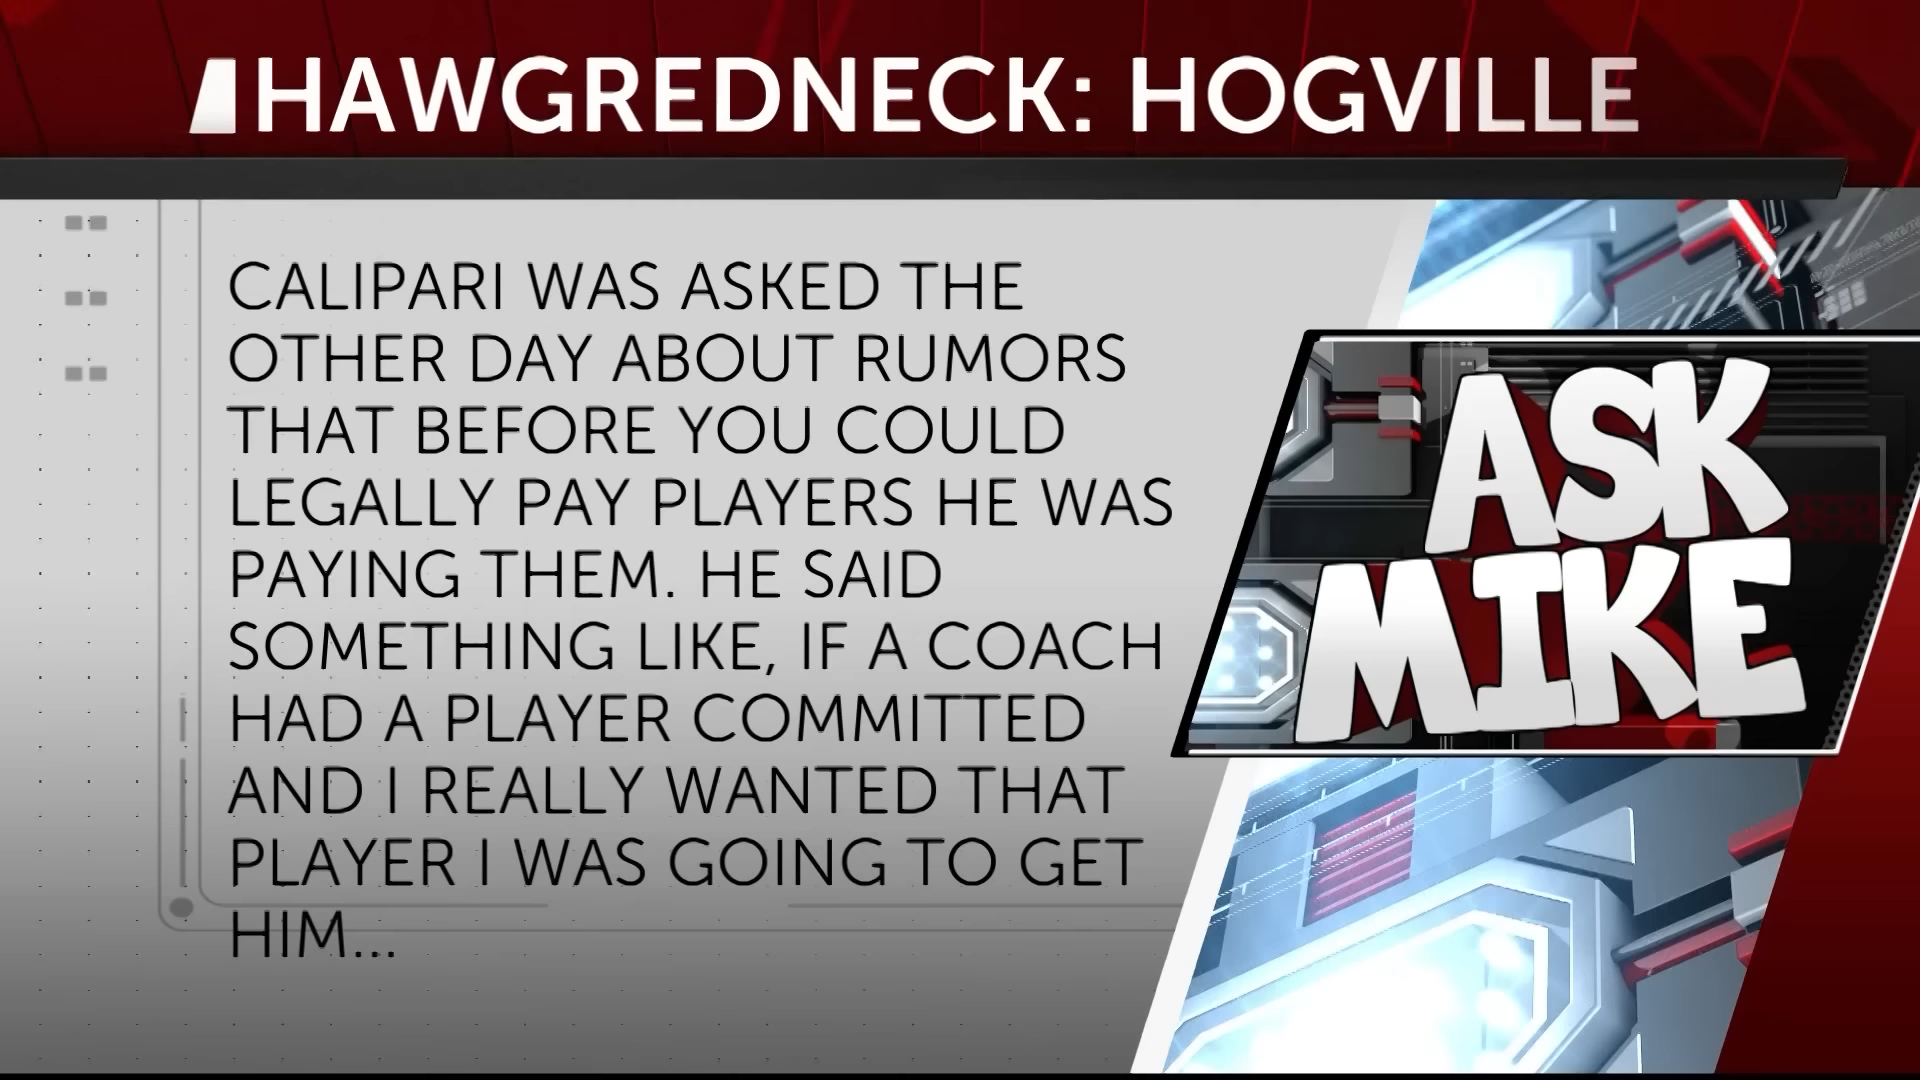 HAWGREDNECK: HOGVILLE
CALIPARI WAS ASKED THE
OTHER DAY ABOUT RUMORS
THAT BEFORE YOU COULD
LEGALLY PAY PLAYERS HE WAS
PAYING THEM. HE SAID
SOMETHING LIKE, IF A COACH
HAD A PLAYER COMMITTED
AND I REALLY WANTED THAT
PLAYER I WAS GOING TO GET
HIM...
ASK
MIKE